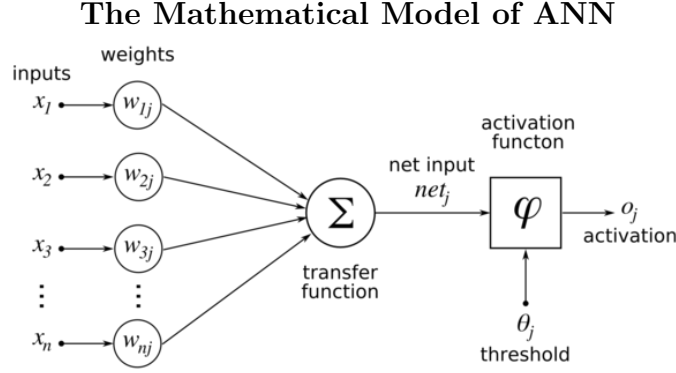 The Mathematical Model of ANN
weights
inputs
x₁
w₁ⱼ
x₂
w₂ⱼ
x₃
w₃ⱼ
⋮
⋮
xₙ
wₙⱼ
Σ
transfer
function
net input
netⱼ
activation
functon
φ
oⱼ
activation
θⱼ
threshold